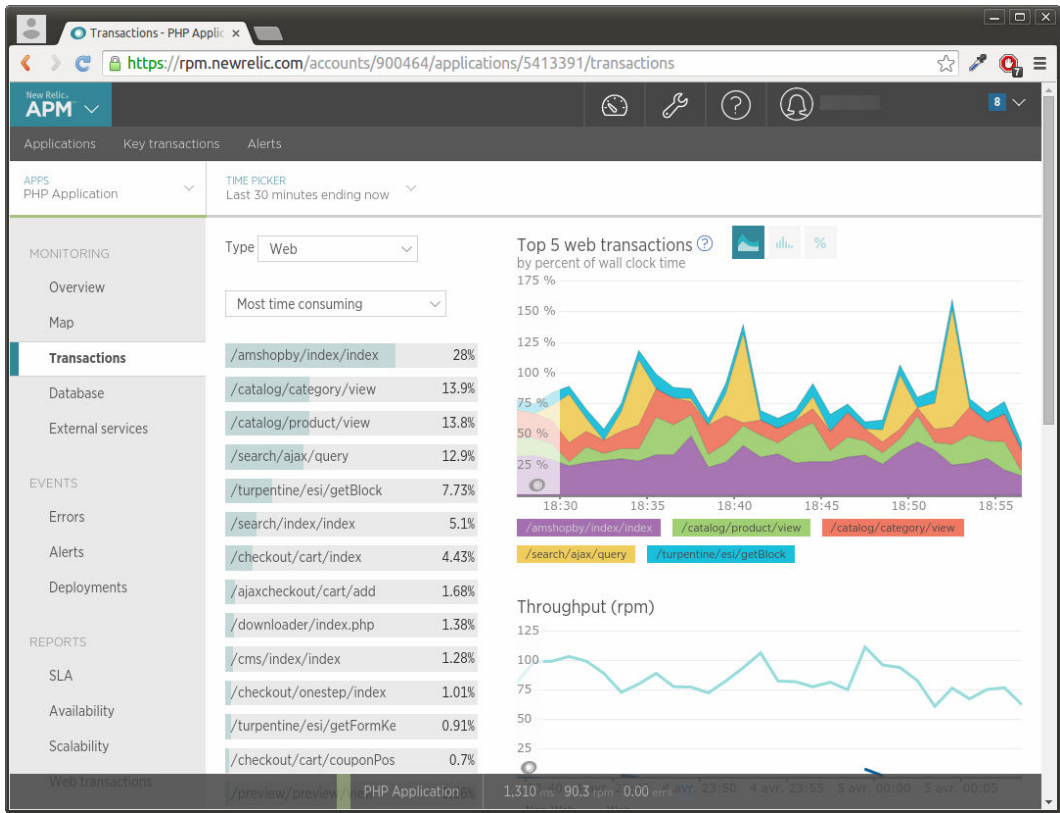 Transactions - PHP Applic
https://rpm.newrelic.com/accounts/900464/applications/5413391/transactions
7
New Relic.
APM
8
Applications Key transactions Alerts
APPS
PHP Application
TIME PICKER
Last 30 minutes ending now
MONITORING
Overview
Map
Transactions
Database
External services
EVENTS
Errors
Alerts
Deployments
REPORTS
SLA
Availability
Scalability
Web transactions
Type Web
Most time consuming
/amshopby/index/index 28%
/catalog/category/view 13.9%
/catalog/product/view 13.8%
/search/ajax/query 12.9%
/turpentine/esi/getBlock 7.73%
/search/index/index 5.1%
/checkout/cart/index 4.43%
/ajaxcheckout/cart/add 1.68%
/downloader/index.php 1.38%
/cms/index/index 1.28%
/checkout/onestep/index 1.01%
/turpentine/esi/getFormKe 0.91%
/checkout/cart/couponPos 0.7%
/preview/preview
Top 5 web transactions ? %
by percent of wall clock time
175 %
150 %
125 %
100 %
75 %
50 %
25 %
18:30 18:35 18:40 18:45 18:50 18:55
/amshopby/index/index /catalog/product/view /catalog/category/view
/search/ajax/query /turpentine/esi/getBlock
Throughput (rpm)
125
100
75
50
25
avr. 23:50 4 avr. 23:55 5 avr. 00:00 5 avr. 00:05
PHP Application 1,310 ms 90.3 rpm 0.00 err%